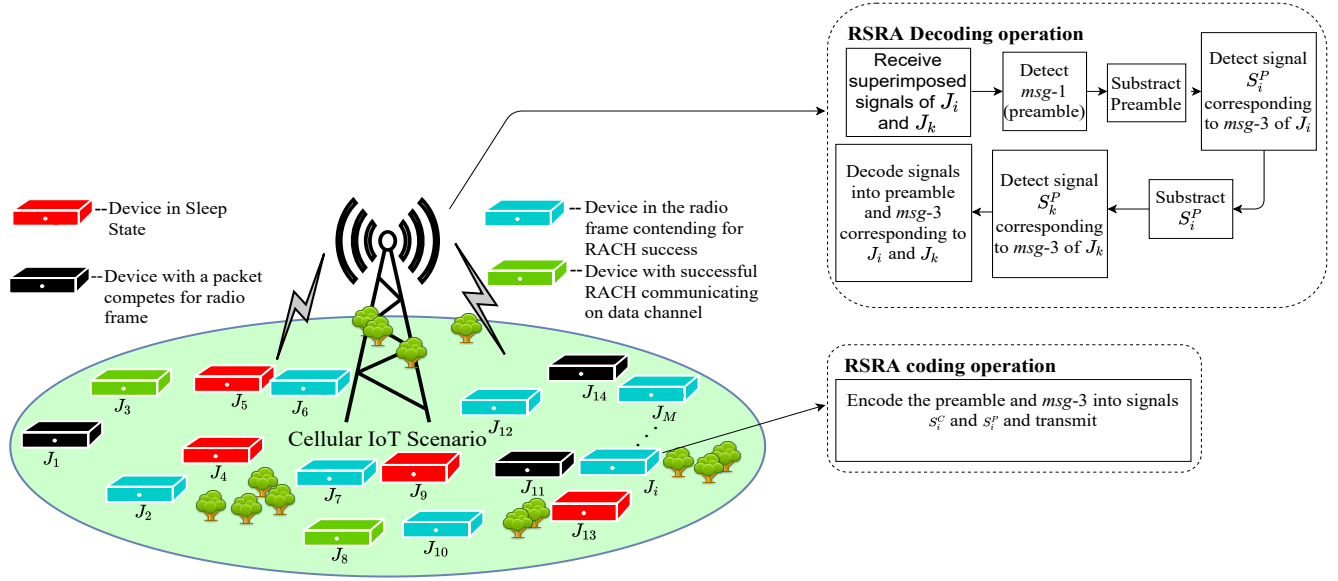 RSRA Decoding operation
Receive
superimposed
signals of J_i
and J_k
Detect
msg-1
(preamble)
Substract
Preamble
Detect signal
S_i^P
corresponding
to msg-3 of J_i
Substract
S_i^P
Detect signal
S_k^P
corresponding
to msg-3 of J_k
Decode signals
into preamble
and msg-3
corresponding to
J_i and J_k
--Device in Sleep
State
--Device with a packet
competes for radio
frame
-- Device in the radio
frame contending for
RACH success
--Device with successful
RACH communicating
on data channel
RSRA coding operation
Encode the preamble and msg-3 into signals
S_i^C and S_i^P and transmit
J_3
J_5
J_6
J_14
J_M
J_12
Cellular IoT Scenario
J_1
J_4
J_7
J_9
J_11
J_i
J_2
J_8
J_10
J_13